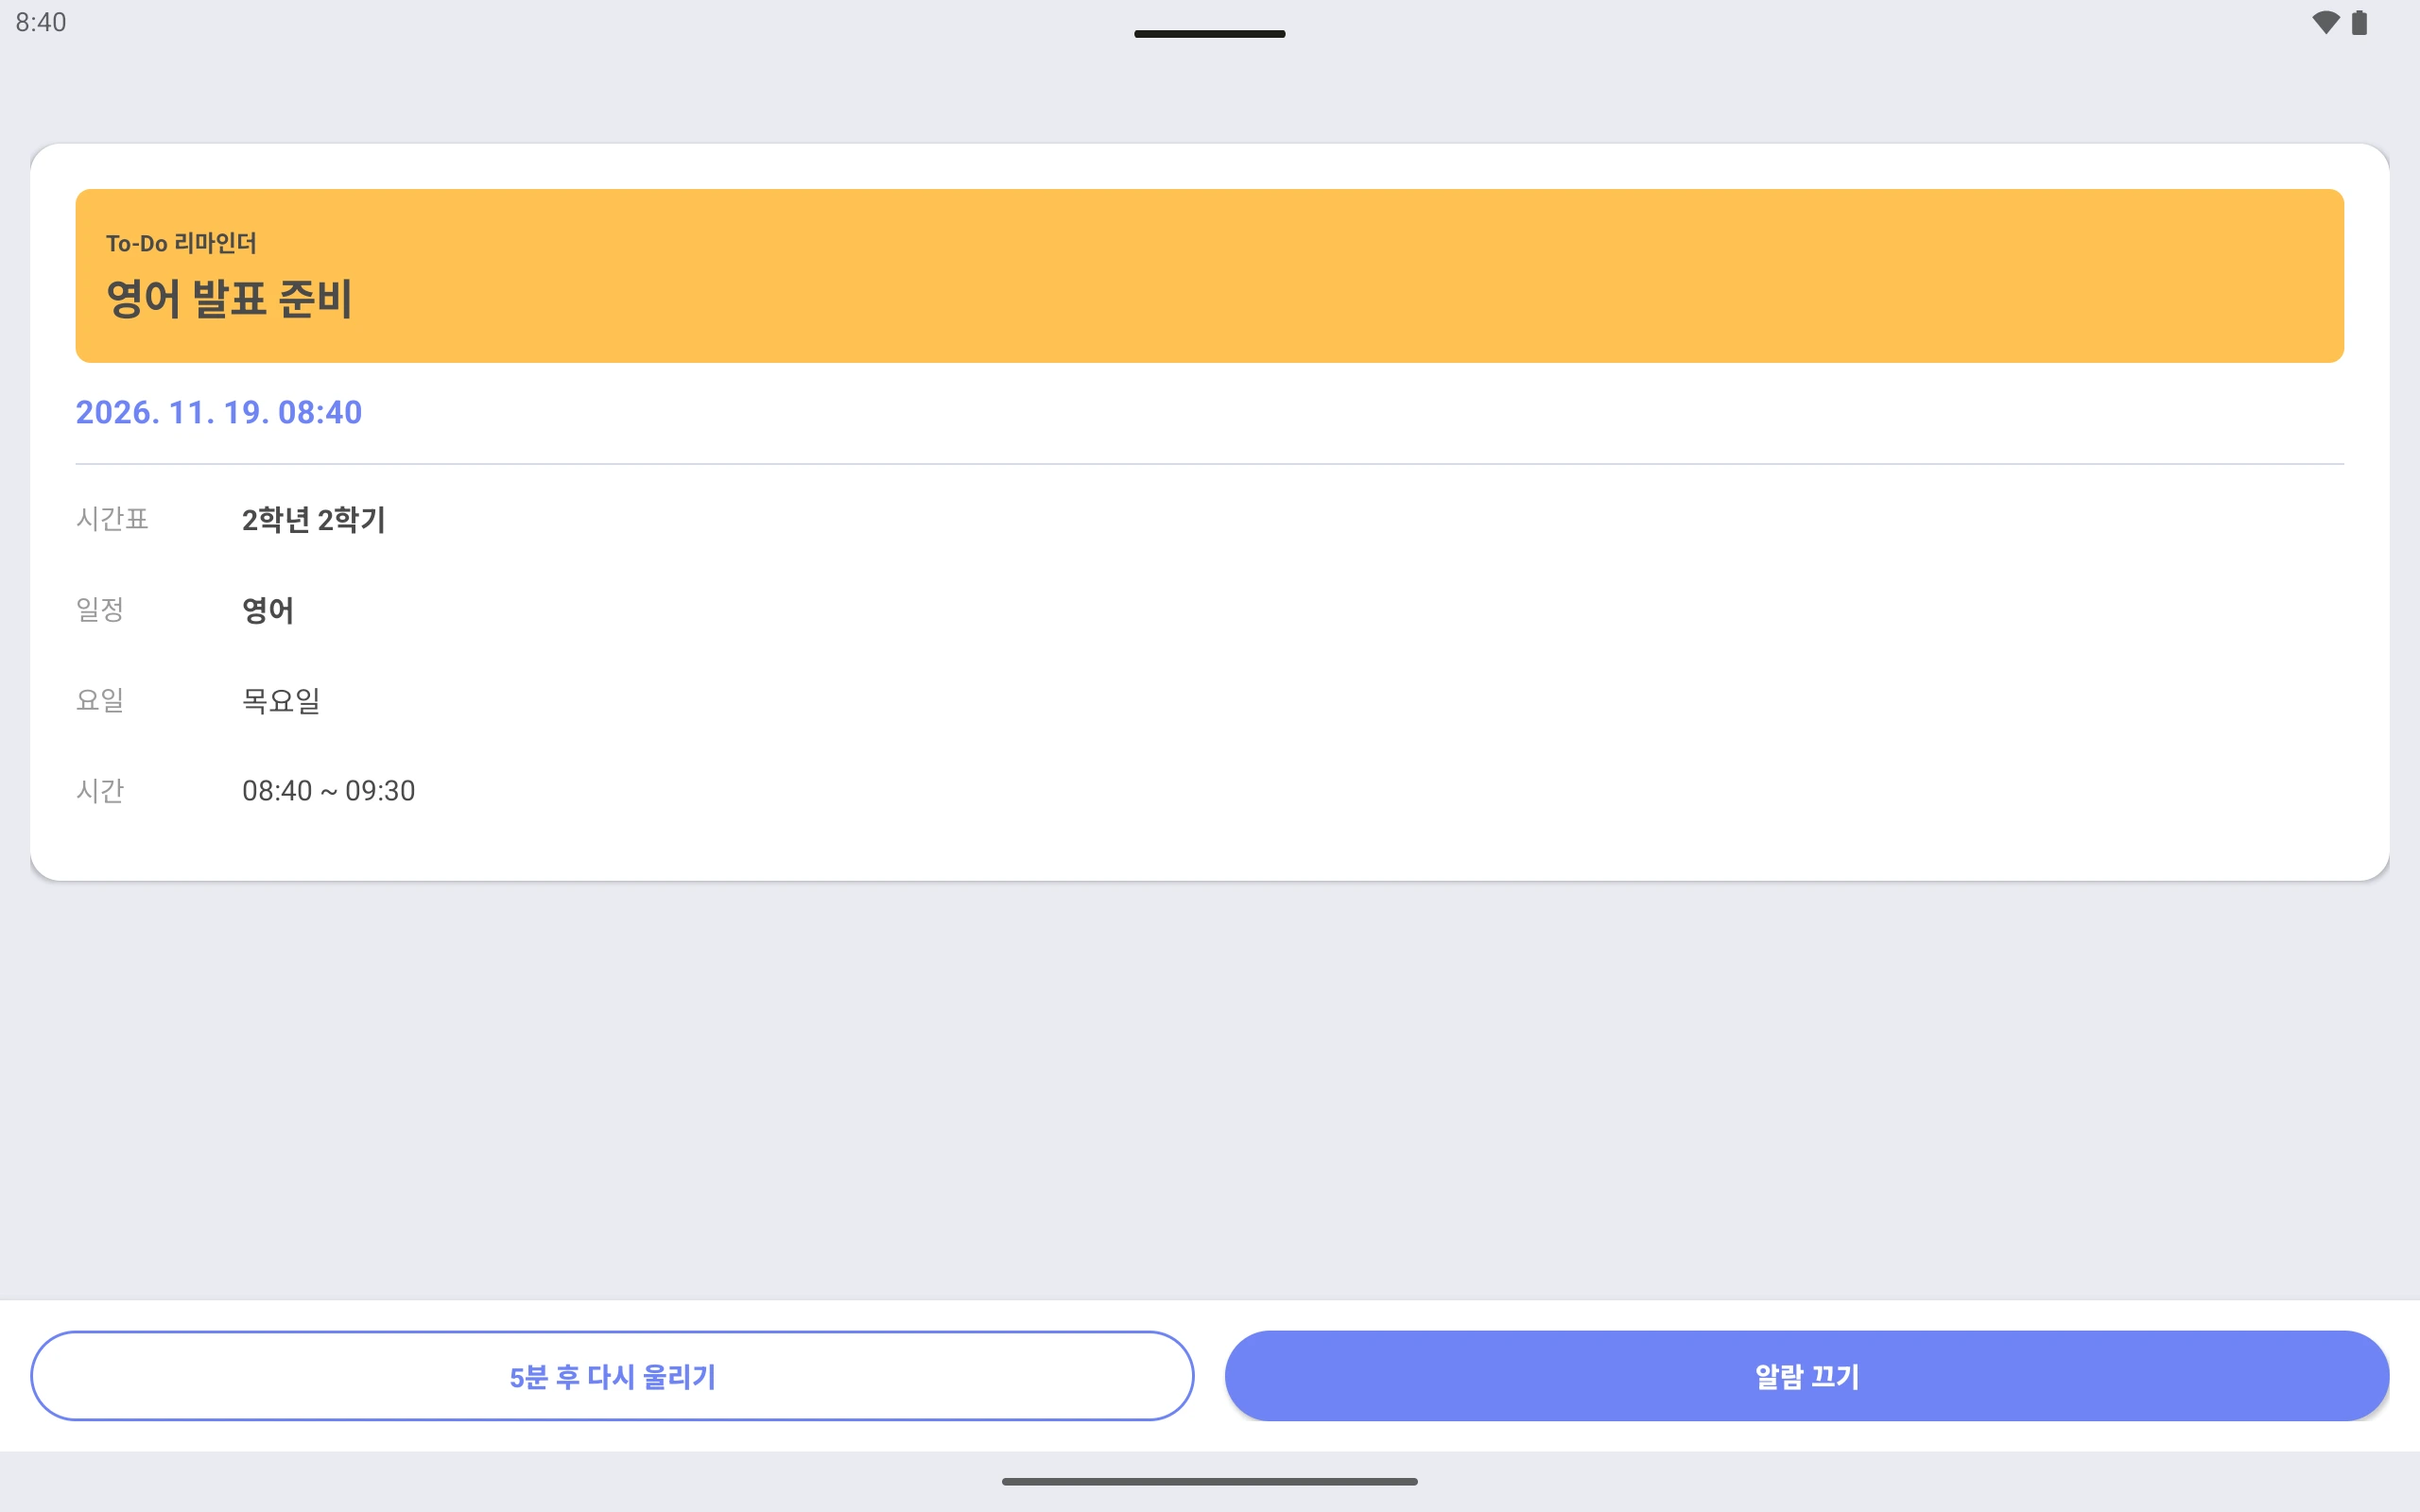 8:40
To-Do 리마인더
영어 발표 준비
2026. 11. 19. 08:40
시간표 2학년 2학기
일정 영어
요일 목요일
시간 08:40 ~ 09:30
5분 후 다시 울리기 알람 끄기